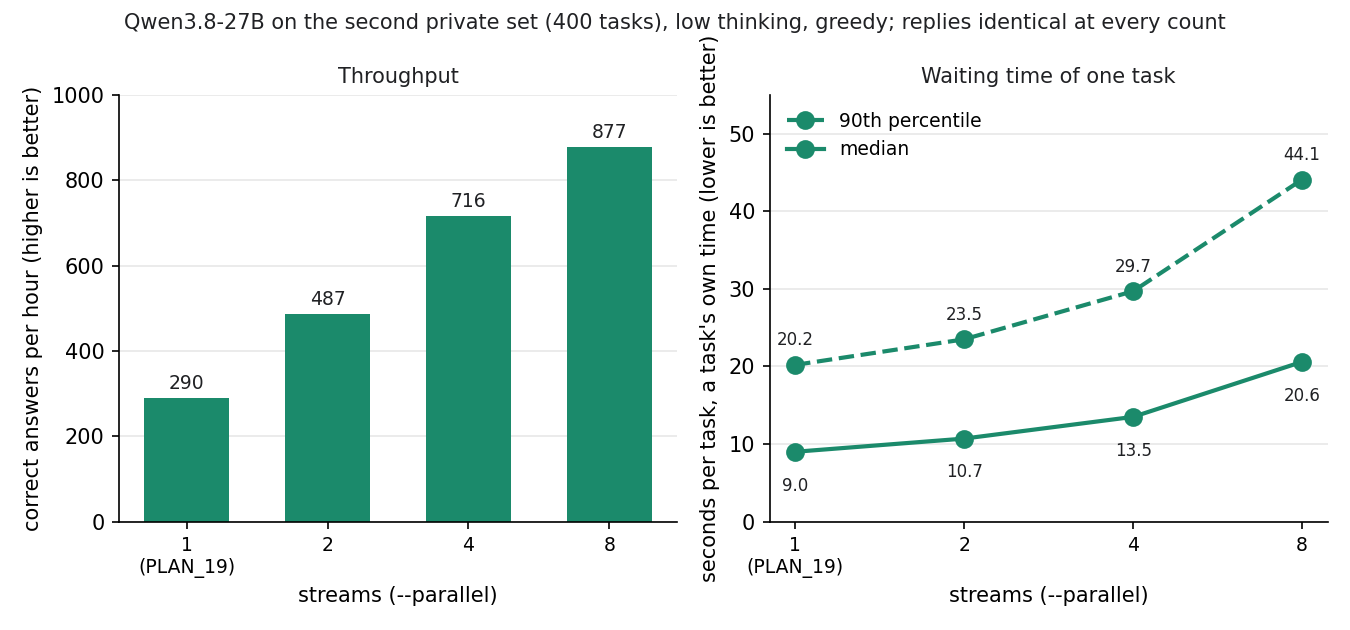 Qwen3.8-27B on the second private set (400 tasks), low thinking, greedy; replies identical at every count
Throughput
correct answers per hour (higher is better)
1000
800
600
400
200
0
290
487
716
877
1
(PLAN_19)
2
4
8
streams (--parallel)
Waiting time of one task
seconds per task, a task's own time (lower is better)
90th percentile
median
50
40
30
20
10
0
20.2
23.5
29.7
44.1
9.0
10.7
13.5
20.6
1
(PLAN_19)
2
4
8
streams (--parallel)